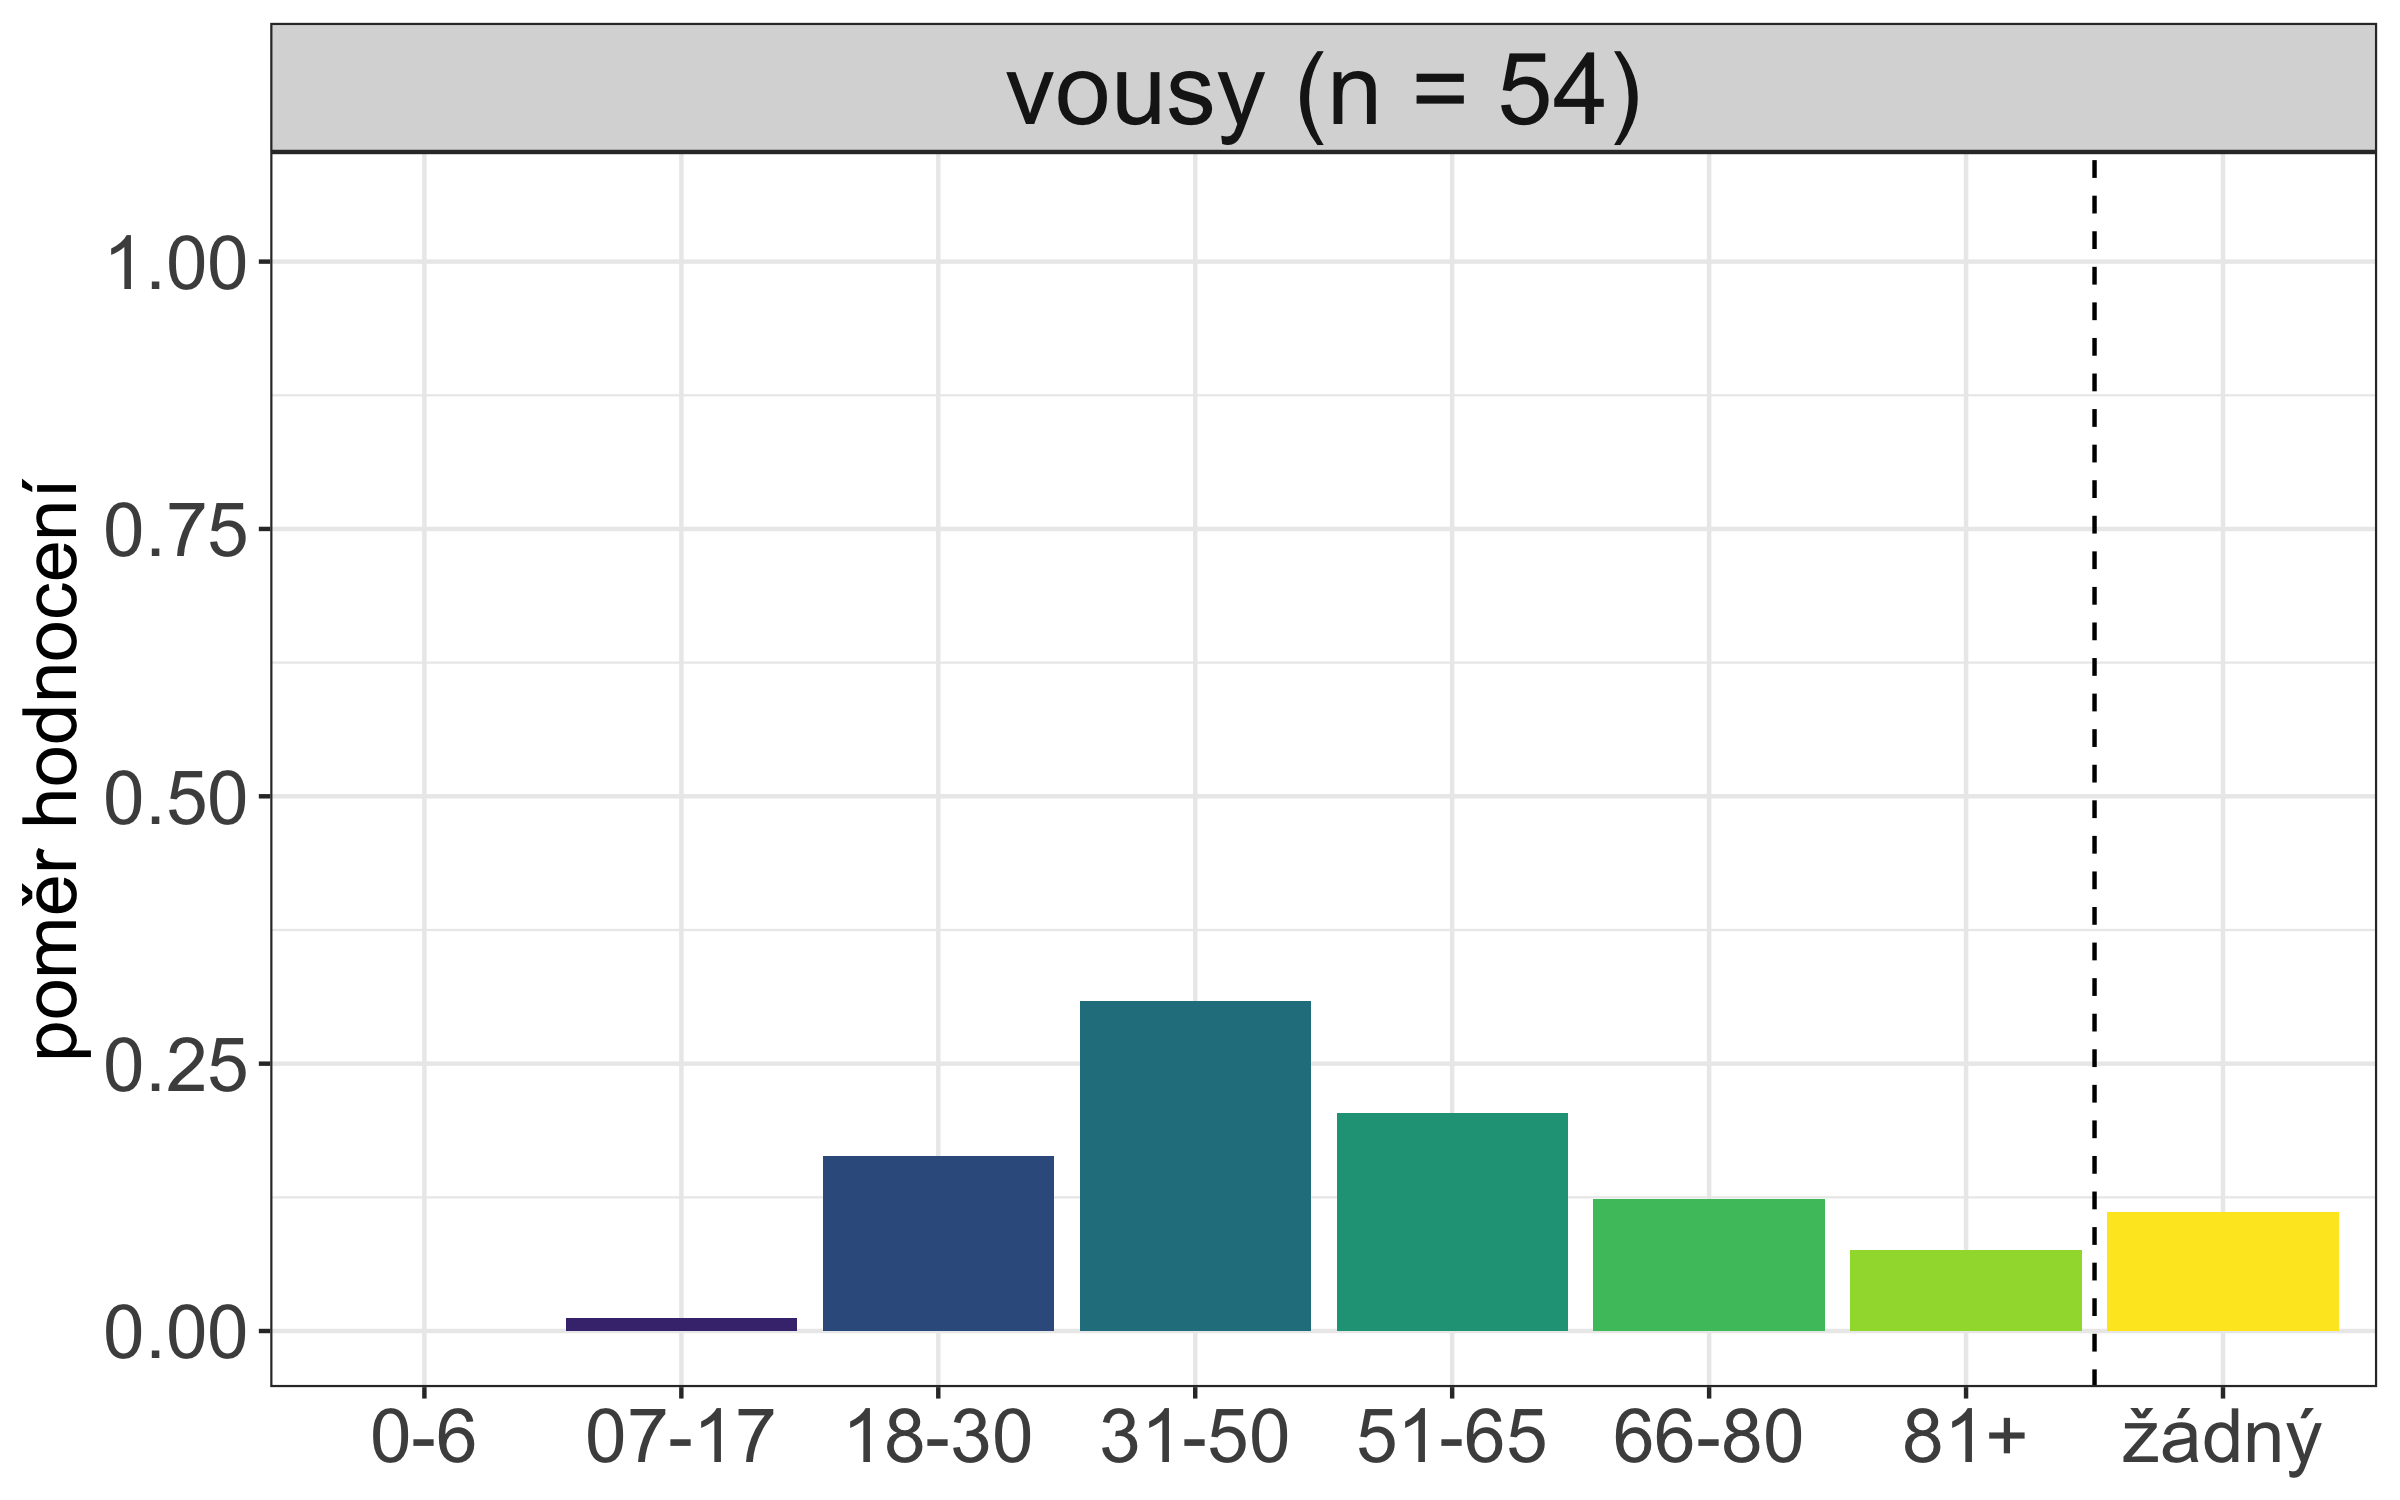 vousy (n = 54)
poměr hodnocení
1.00
0.75
0.50
0.25
0.00
0-6 07-17 18-30 31-50 51-65 66-80 81+ žádný